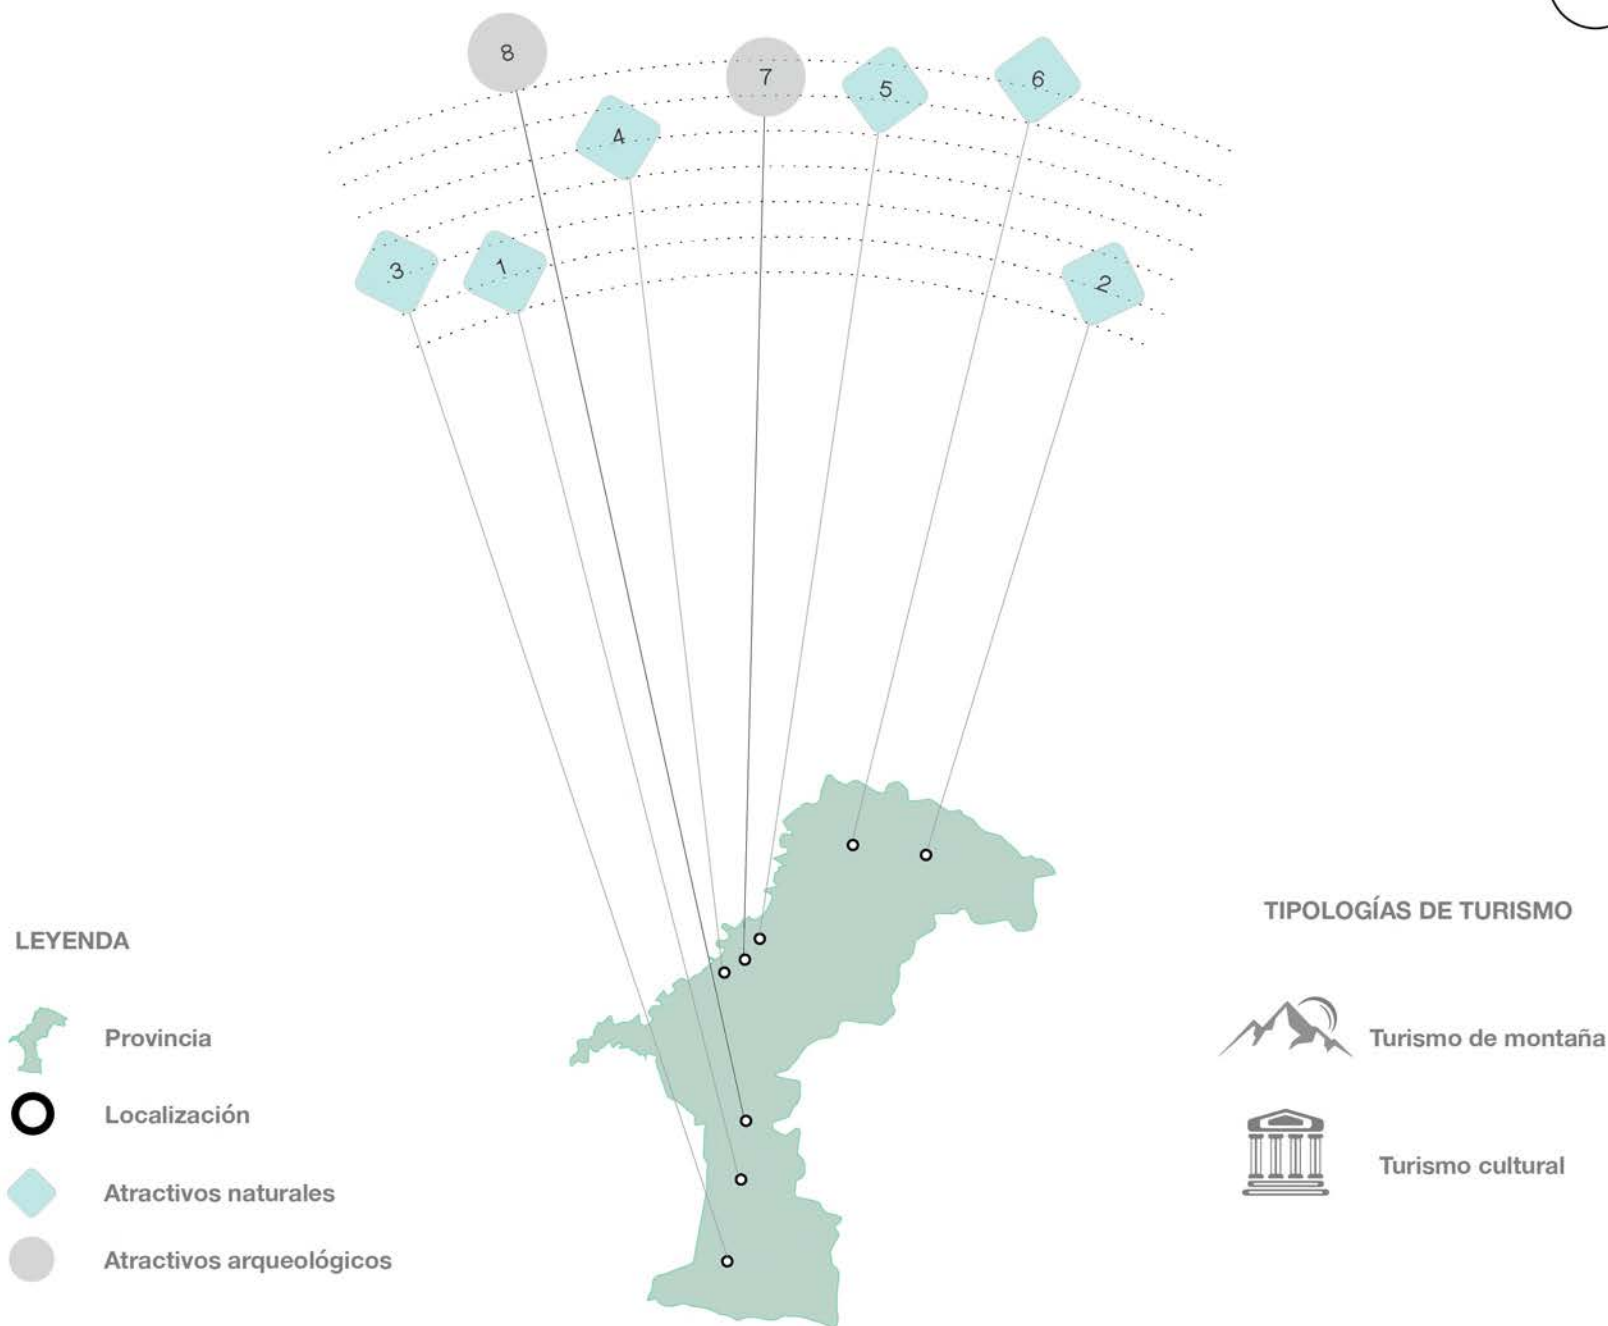 8
7
5
6
4
3
1
2
LEYENDA
Provincia
Localización
Atractivos naturales
Atractivos arqueológicos
TIPOLOGÍAS DE TURISMO
Turismo de montaña
Turismo cultural